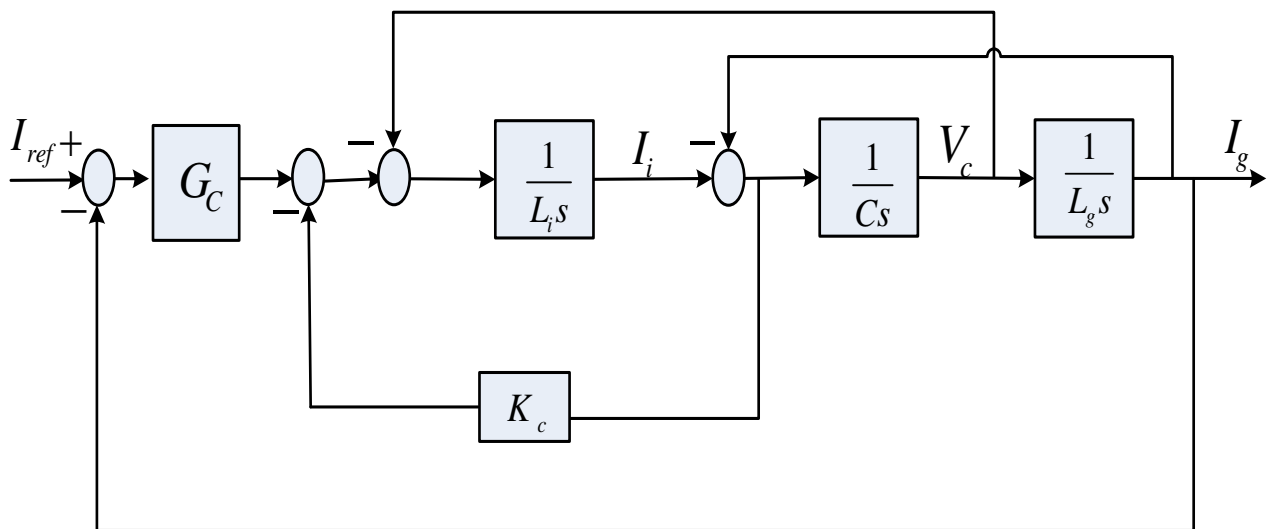 I_ref +
−
G_C
−
−
1
L_i s
I_i
−
1
Cs
V_c
1
L_g s
I_g
K_c